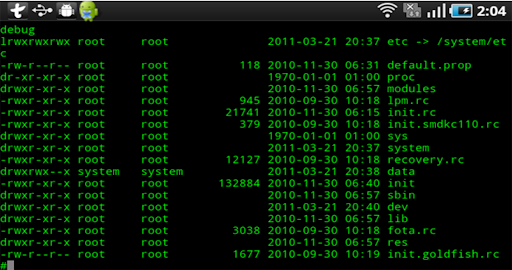 2:04
debug
lrwxrwxrwx root root 2011-03-21 20:37 etc -> /system/et
c
-rw-r--r-- root root 118 2010-11-30 06:31 default.prop
dr-xr-xr-x root root 1970-01-01 01:00 proc
drwxr-xr-x root root 2010-11-30 06:57 modules
-rwxr-xr-x root root 945 2010-09-30 10:18 lpm.rc
-rwxr-xr-x root root 21741 2010-11-30 06:15 init.rc
-rwxr-xr-x root root 379 2010-09-30 10:18 init.smdkc110.rc
drwxr-xr-x root root 1970-01-01 01:00 sys
drwxr-xr-x root root 2011-03-21 20:37 system
-rwxr-xr-x root root 12127 2010-09-30 10:18 recovery.rc
drwxrwx--x system system 2011-03-21 20:38 data
-rwxr-xr-x root root 132884 2010-11-30 06:40 init
drwxr-xr-x root root 2010-11-30 06:57 sbin
drwxr-xr-x root root 2011-03-21 20:40 dev
drwxr-xr-x root root 2010-11-30 06:57 lib
-rwxr-xr-x root root 3038 2010-09-30 10:18 fota.rc
drwxr-xr-x root root 2010-11-30 06:57 res
-rw-r--r-- root root 1677 2010-09-30 10:19 init.goldfish.rc
#